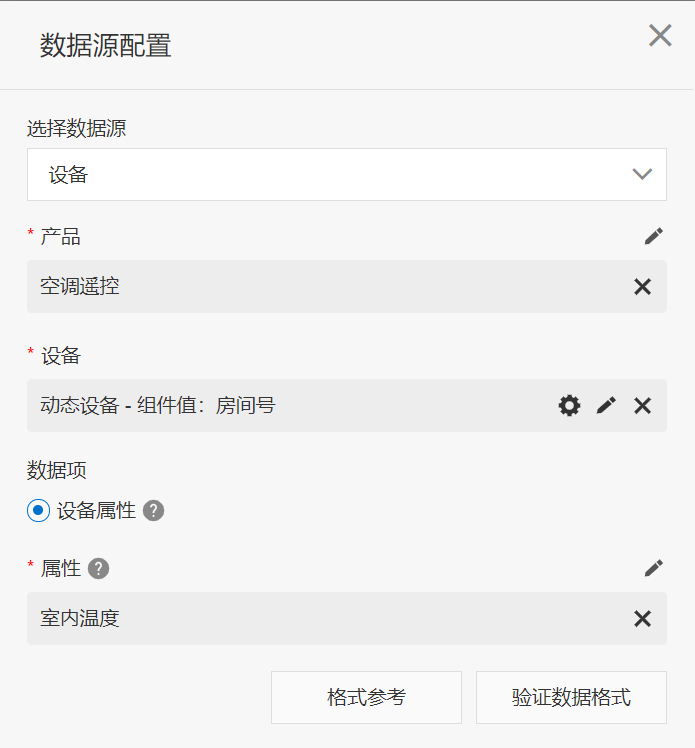 数据源配置
选择数据源
设备
* 产品
空调遥控
* 设备
动态设备 - 组件值：房间号
数据项
设备属性 ?
* 属性 ?
室内温度
格式参考 验证数据格式